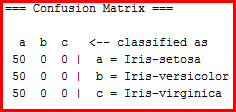 === Confusion Matrix ===
a b c <-- classified as
50 0 0 | a = Iris-setosa
50 0 0 | b = Iris-versicolor
50 0 0 | c = Iris-virginica